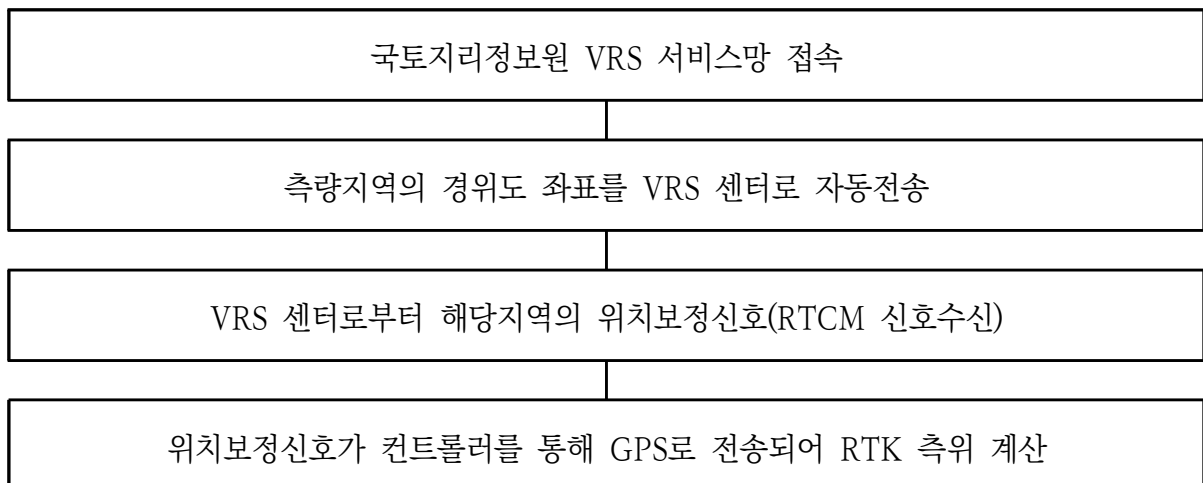 국토지리정보원 VRS 서비스망 접속
측량지역의 경위도 좌표를 VRS 센터로 자동전송
VRS 센터로부터 해당지역의 위치보정신호(RTCM 신호수신)
위치보정신호가 컨트롤러를 통해 GPS로 전송되어 RTK 측위 계산